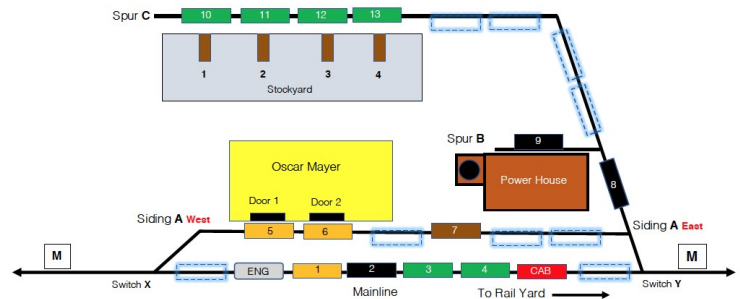 Spur C
10 11 12 13
1 2 3 4
Stockyard
Spur B
9
Oscar Mayer
Power House
8
Door 1 Door 2
Siding A West
Siding A East
5 6 7
M
M
ENG 1 2 3 4 CAB
Switch X
Mainline
To Rail Yard
Switch Y